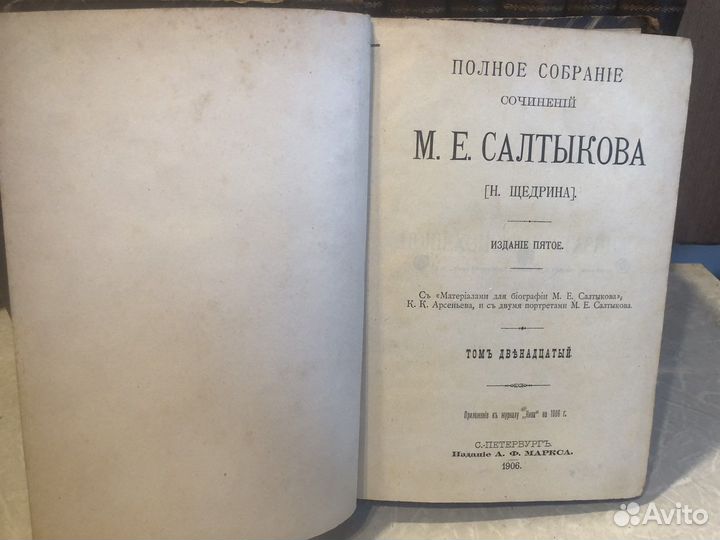 ПОЛНОЕ СОБРАНІЕ
СОЧИНЕНІЙ
М. Е. САЛТЫКОВА
[Н. ЩЕДРИНА].
ИЗДАНІЕ ПЯТОЕ.
Съ «Матеріалами для біографіи М. Е. Салтыкова»,
К. К. Арсеньева, и съ двумя портретами М. Е. Салтыкова.
ТОМЪ ДВѢНАДЦАТЫЙ.
Приложеніе къ журналу „Нива" на 1906 г.
С.-ПЕТЕРБУРГЪ.
Изданіе А. Ф. МАРКСА.
1906.
Avito